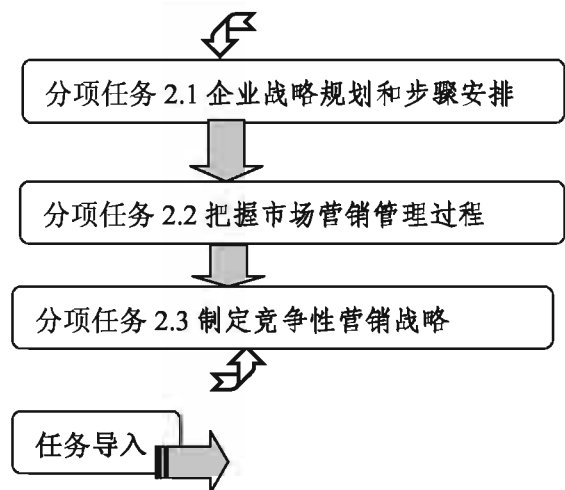 分项任务 2.1 企业战略规划和步骤安排
分项任务 2.2 把握市场营销管理过程
分项任务 2.3 制定竞争性营销战略
任务导入